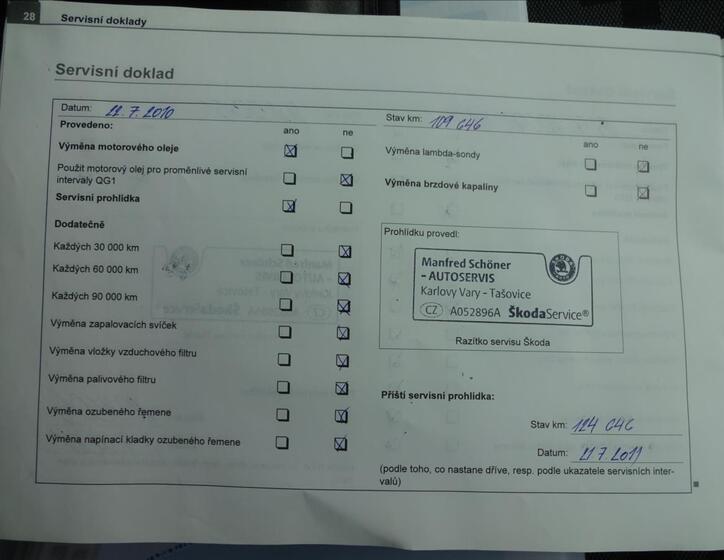 28
Servisní doklady
Servisní doklad
Datum: 7. 2010
Stav km: 109 646
Provedeno:
ano ne
ano ne
Výměna motorového oleje
Výměna lambda-sondy
Použit motorový olej pro proměnlivé servisní
intervaly QG1
Výměna brzdové kapaliny
Servisní prohlídka
Dodatečně
Každých 30 000 km
Každých 60 000 km
Každých 90 000 km
Výměna zapalovacích svíček
Výměna vložky vzduchového filtru
Výměna palivového filtru
Výměna ozubeného řemene
Výměna napínací kladky ozubeného řemene
Prohlídku provedl:
Manfred Schöner
- AUTOSERVIS
Karlovy Vary - Tašovice
CZ A052896A ŠkodaService®
Razítko servisu Škoda
Příští servisní prohlídka:
Stav km: 124 646
Datum: 7 2011
(podle toho, co nastane dříve, resp. podle ukazatele servisních inter-
valů)